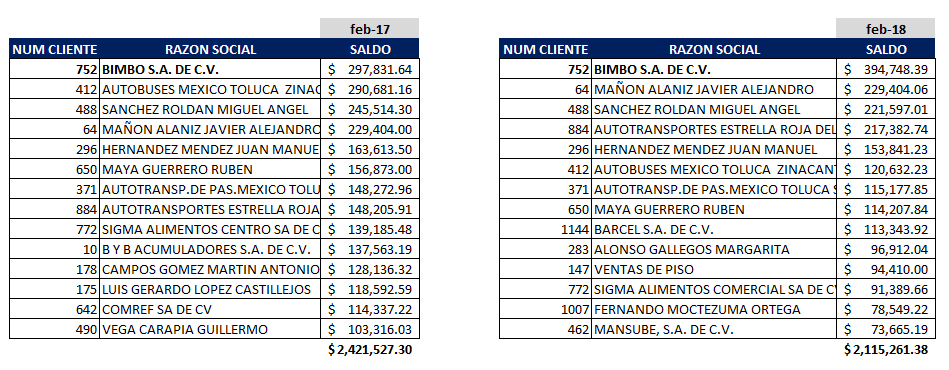 feb-17
NUM CLIENTE RAZON SOCIAL SALDO
752 BIMBO S.A. DE C.V. $ 297,831.64
412 AUTOBUSES MEXICO TOLUCA ZINAC $ 290,681.16
488 SANCHEZ ROLDAN MIGUEL ANGEL $ 245,514.30
64 MAÑON ALANIZ JAVIER ALEJANDRO $ 229,404.00
296 HERNANDEZ MENDEZ JUAN MANUE $ 163,613.50
650 MAYA GUERRERO RUBEN $ 156,873.00
371 AUTOTRANSP.DE PAS.MEXICO TOLU $ 148,272.96
884 AUTOTRANSPORTES ESTRELLA ROJA $ 148,205.91
772 SIGMA ALIMENTOS CENTRO SA DE C $ 139,185.48
10 B Y B ACUMULADORES S.A. DE C.V. $ 137,563.19
178 CAMPOS GOMEZ MARTIN ANTONIO $ 128,136.32
175 LUIS GERARDO LOPEZ CASTILLEJOS $ 118,592.59
642 COMREF SA DE CV $ 114,337.22
490 VEGA CARAPIA GUILLERMO $ 103,316.03
$ 2,421,527.30
feb-18
NUM CLIENTE RAZON SOCIAL SALDO
752 BIMBO S.A. DE C.V. $ 394,748.39
64 MAÑON ALANIZ JAVIER ALEJANDRO $ 229,404.06
488 SANCHEZ ROLDAN MIGUEL ANGEL $ 221,597.01
884 AUTOTRANSPORTES ESTRELLA ROJA DEL $ 217,382.74
296 HERNANDEZ MENDEZ JUAN MANUEL $ 153,841.23
412 AUTOBUSES MEXICO TOLUCA ZINACANT $ 120,632.23
371 AUTOTRANSP.DE PAS.MEXICO TOLUCA S $ 115,177.85
650 MAYA GUERRERO RUBEN $ 114,207.84
1144 BARCEL S.A. DE C.V. $ 113,343.92
283 ALONSO GALLEGOS MARGARITA $ 96,912.04
147 VENTAS DE PISO $ 94,410.00
772 SIGMA ALIMENTOS COMERCIAL SA DE CV $ 91,389.66
1007 FERNANDO MOCTEZUMA ORTEGA $ 78,549.22
462 MANSUBE, S.A. DE C.V. $ 73,665.19
$ 2,115,261.38